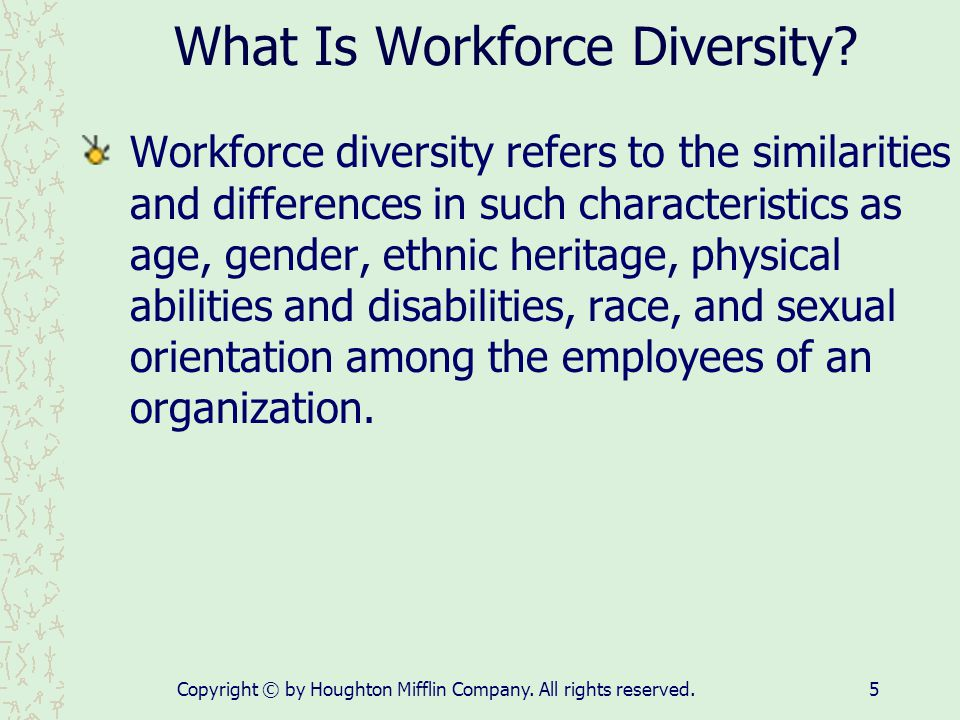 What Is Workforce Diversity?
Workforce diversity refers to the similarities
and differences in such characteristics as
age, gender, ethnic heritage, physical
abilities and disabilities, race, and sexual
orientation among the employees of an
organization.
Copyright © by Houghton Mifflin Company. All rights reserved. 5